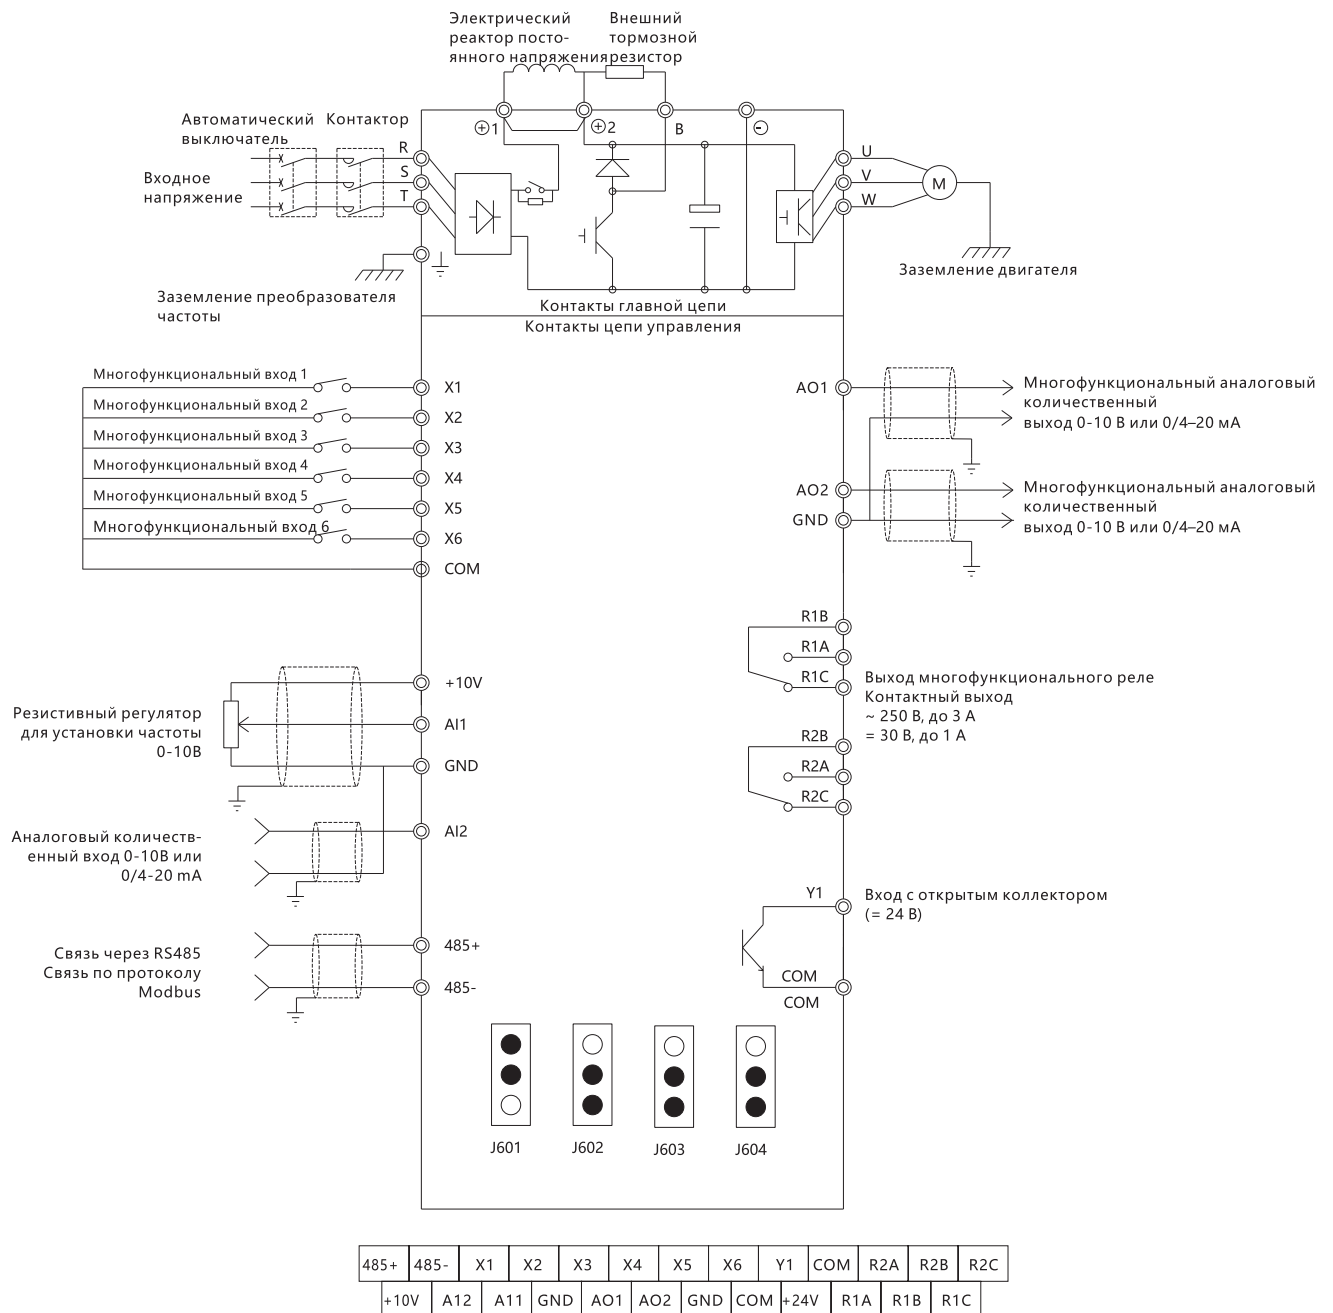 Электрический
реактор посто-
янного напряжения
Внешний
тормозной
резистор
Автоматический
выключатель
Контактор
⊕1
⊕2
B
⊖
R
S
T
Входное
напряжение
U
V
W
M
Заземление двигателя
Заземление преобразователя
частоты
Контакты главной цепи
Контакты цепи управления
Многофункциональный вход 1
X1
Многофункциональный вход 2
X2
Многофункциональный вход 3
X3
Многофункциональный вход 4
X4
Многофункциональный вход 5
X5
Многофункциональный вход 6
X6
COM
AO1
Многофункциональный аналоговый
количественный
выход 0-10 В или 0/4–20 мА
AO2
GND
Многофункциональный аналоговый
количественный
выход 0-10 В или 0/4–20 мА
R1B
R1A
R1C
Выход многофункционального реле
Контактный выход
~ 250 В, до 3 А
= 30 В, до 1 А
R2B
R2A
R2C
+10V
AI1
GND
Резистивный регулятор
для установки частоты
0-10В
AI2
Аналоговый количеств-
енный вход 0-10В или
0/4-20 mA
Y1
Вход с открытым коллектором
(= 24 В)
COM
COM
485+
485-
Связь через RS485
Связь по протоколу
Modbus
J601
J602
J603
J604
485+ 485- X1 X2 X3 X4 X5 X6 Y1 COM R2A R2B R2C
+10V A12 A11 GND AO1 AO2 GND COM +24V R1A R1B R1C